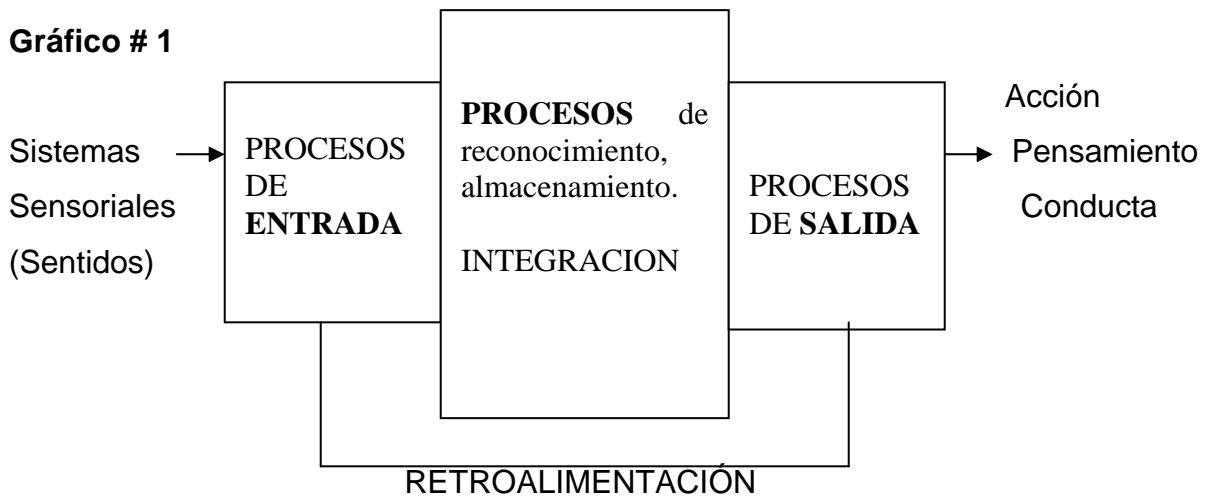 Gráfico # 1
Sistemas
Sensoriales
(Sentidos)
PROCESOS
DE
ENTRADA
PROCESOS de
reconocimiento,
almacenamiento.
INTEGRACION
PROCESOS
DE SALIDA
Acción
Pensamiento
Conducta
RETROALIMENTACIÓN